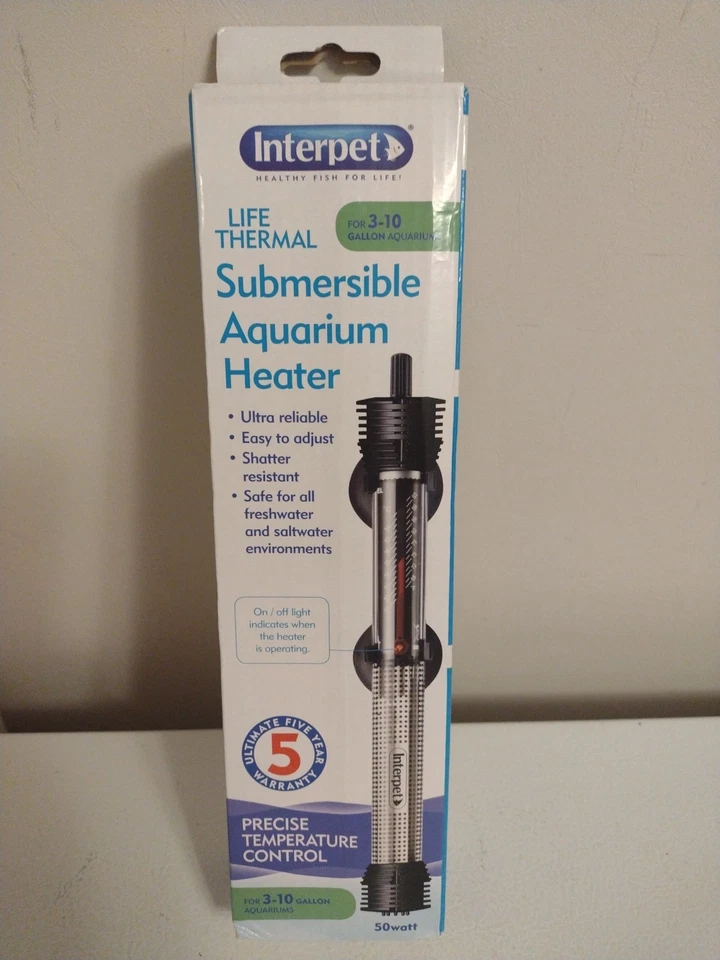 Interpet®
HEALTHY FISH FOR LIFE!
LIFE
THERMAL
FOR 3-10
GALLON AQUARIUM
Submersible
Aquarium
Heater
• Ultra reliable
• Easy to adjust
• Shatter
resistant
• Safe for all
freshwater
and saltwater
environments
On / off light
indicates when
the heater
is operating.
ULTIMATE FIVE YEAR
5
WARRANTY
Interpet
PRECISE
TEMPERATURE
CONTROL
FOR 3-10 GALLON
AQUARIUMS
50watt